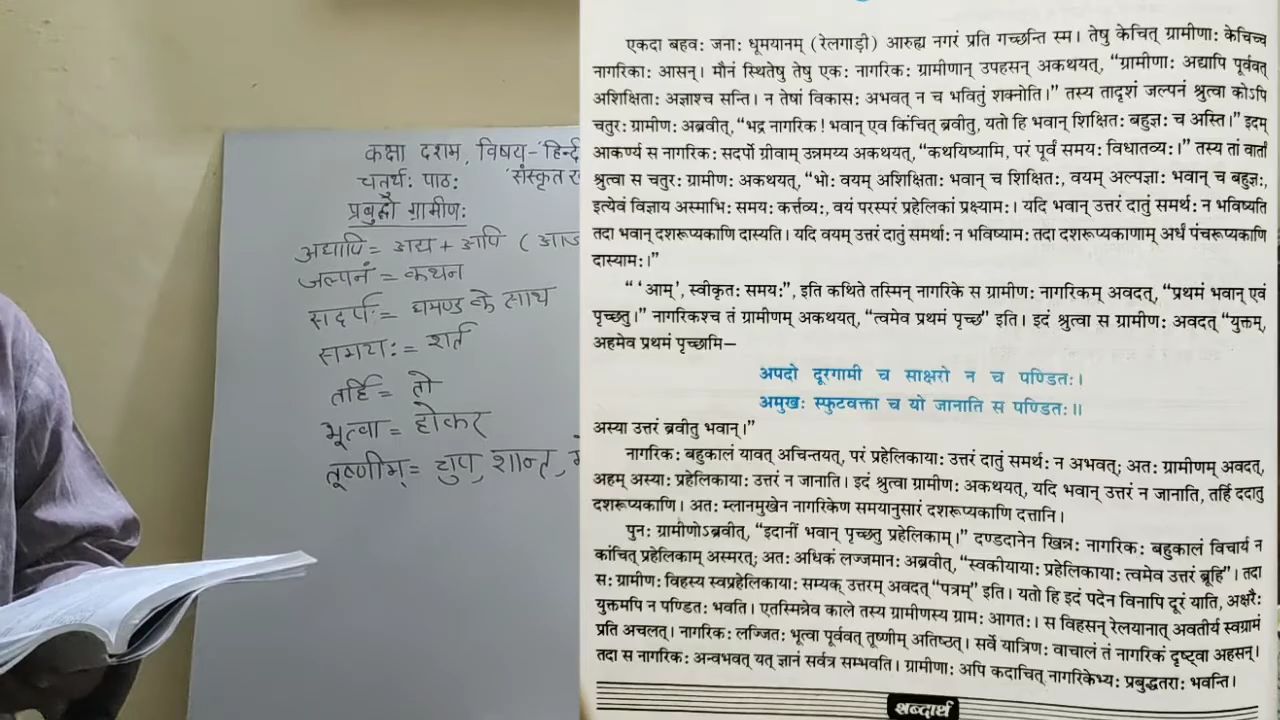 कक्षा दशम, विषय-'हिन्दी
चतुर्थ: पाठ:
'संस्कृत
प्रबुद्धो ग्रामीण:
अद्यापि = अद्य + अपि ( आज
जल्पनं = कथन
सदर्प: = घमण्ड के साथ
समय: = शर्त
तर्हि = तो
भूत्वा = होकर
तूष्णीम् = चुप, शान्त,
एकदा बहवः जनाः धूमयानम् (रेलगाड़ी) आरुह्य नगरं प्रति गच्छन्ति स्म। तेषु केचित् ग्रामीणाः केचिच्च
नागरिकाः आसन्। मौनं स्थितेषु तेषु एकः नागरिकः ग्रामीणान् उपहसन् अकथयत्, “ग्रामीणाः अद्यापि पूर्ववत्
अशिक्षिताः अज्ञाश्च सन्ति। न तेषां विकासः अभवत् न च भवितुं शक्नोति।” तस्य तादृशं जल्पनं श्रुत्वा कोऽपि
चतुरः ग्रामीणः अब्रवीत्, “भद्र नागरिक ! भवान् एव किंचित् ब्रवीतु, यतो हि भवान् शिक्षितः बहुज्ञः च अस्ति।” इदम्
आकर्ण्य स नागरिकः सदर्पो ग्रीवाम् उन्नमय्य अकथयत्, “कथयिष्यामि, परं पूर्वं समयः विधातव्यः।” तस्य तां वार्तां
श्रुत्वा स चतुरः ग्रामीणः अकथयत्, “भोः वयम् अशिक्षिताः भवान् च शिक्षितः, वयम् अल्पज्ञाः भवान् च बहुज्ञः,
इत्येवं विज्ञाय अस्माभिः समयः कर्त्तव्यः, वयं परस्परं प्रहेलिकां प्रक्ष्यामः। यदि भवान् उत्तरं दातुं समर्थः न भविष्यति
तदा भवान् दशरूप्यकाणि दास्यति। यदि वयम् उत्तरं दातुं समर्थाः न भविष्यामः तदा दशरूप्यकाणाम् अर्धं पंचरूप्यकाणि
दास्यामः।”
“ ‘आम्’, स्वीकृतः समयः”, इति कथिते तस्मिन् नागरिके स ग्रामीणः नागरिकम् अवदत्, “प्रथमं भवान् एवं
पृच्छतु।” नागरिकश्च तं ग्रामीणम् अकथयत्, “त्वमेव प्रथमं पृच्छ” इति। इदं श्रुत्वा स ग्रामीणः अवदत् “युक्तम्,
अहमेव प्रथमं पृच्छामि–
अपदो दूरगामी च साक्षरो न च पण्डितः।
अमुखः स्फुटवक्ता च यो जानाति स पण्डितः।।
अस्या उत्तरं ब्रवीतु भवान्।”
नागरिकः बहुकालं यावत् अचिन्तयत्, परं प्रहेलिकायाः उत्तरं दातुं समर्थः न अभवत्; अतः ग्रामीणम् अवदत्,
अहम् अस्याः प्रहेलिकायाः उत्तरं न जानाति। इदं श्रुत्वा ग्रामीणः अकथयत्, यदि भवान् उत्तरं न जानाति, तर्हि ददातु
दशरूप्यकाणि। अतः म्लानमुखेन नागरिकेण समयानुसारं दशरूप्यकाणि दत्तानि।
पुनः ग्रामीणोऽब्रवीत्, “इदानीं भवान् पृच्छतु प्रहेलिकाम्।” दण्डदानेन खिन्नः नागरिकः बहुकालं विचार्य न
कांचित् प्रहेलिकाम् अस्मरत्; अतः अधिकं लज्जमानः अब्रवीत्, “स्वकीयायाः प्रहेलिकायाः त्वमेव उत्तरं ब्रूहि”। तदा
सः ग्रामीणः विहस्य स्वप्रहेलिकायाः सम्यक् उत्तरम् अवदत् “पत्रम्” इति। यतो हि इदं पदेन विनापि दूरं याति, अक्षरैः
युक्तमपि न पण्डितः भवति। एतस्मिन्नेव काले तस्य ग्रामीणस्य ग्रामः आगतः। स विहसन् रेलयानात् अवतीर्य स्वग्रामं
प्रति अचलत्। नागरिकः लज्जितः भूत्वा पूर्ववत् तूष्णीम् अतिष्ठत्। सर्वे यात्रिणः वाचालं तं नागरिकं दृष्ट्वा अहसन्।
तदा स नागरिकः अन्वभवत् यत् ज्ञानं सर्वत्र सम्भवति। ग्रामीणाः अपि कदाचित् नागरिकेभ्यः प्रबुद्धतराः भवन्ति।
शब्दार्थ